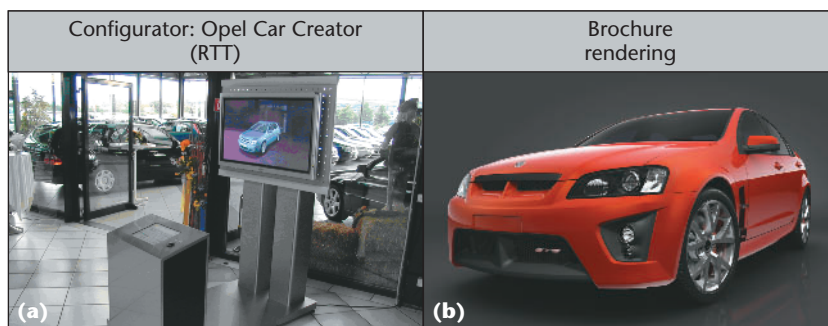 Configurator: Opel Car Creator
(RTT)
Brochure
rendering
(a)
(b)